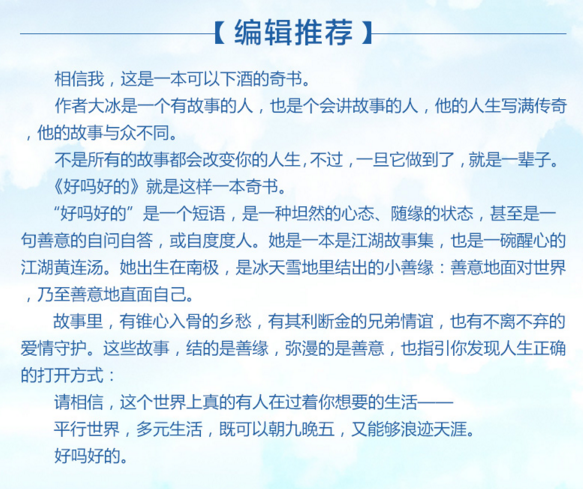 【编辑推荐】
相信我，这是一本可以下酒的奇书。
作者大冰是一个有故事的人，也是个会讲故事的人，他的人生写满传奇
，他的故事与众不同。
不是所有的故事都会改变你的人生，不过，一旦它做到了，就是一辈子。
《好吗好的》就是这样一本奇书。
“好吗好的”是一个短语，是一种坦然的心态、随缘的状态，甚至是一
句善意的自问自答，或自度度人。她是一本是江湖故事集，也是一碗醒心的
江湖黄连汤。她出生在南极，是冰天雪地里结出的小善缘：善意地面对世界
，乃至善意地直面自己。
故事里，有锥心入骨的乡愁，有其利断金的兄弟情谊，也有不离不弃的
爱情守护。这些故事，结的是善缘，弥漫的是善意，也指引你发现人生正确
的打开方式：
请相信，这个世界上真的有人在过着你想要的生活——
平行世界，多元生活，既可以朝九晚五，又能够浪迹天涯。
好吗好的。